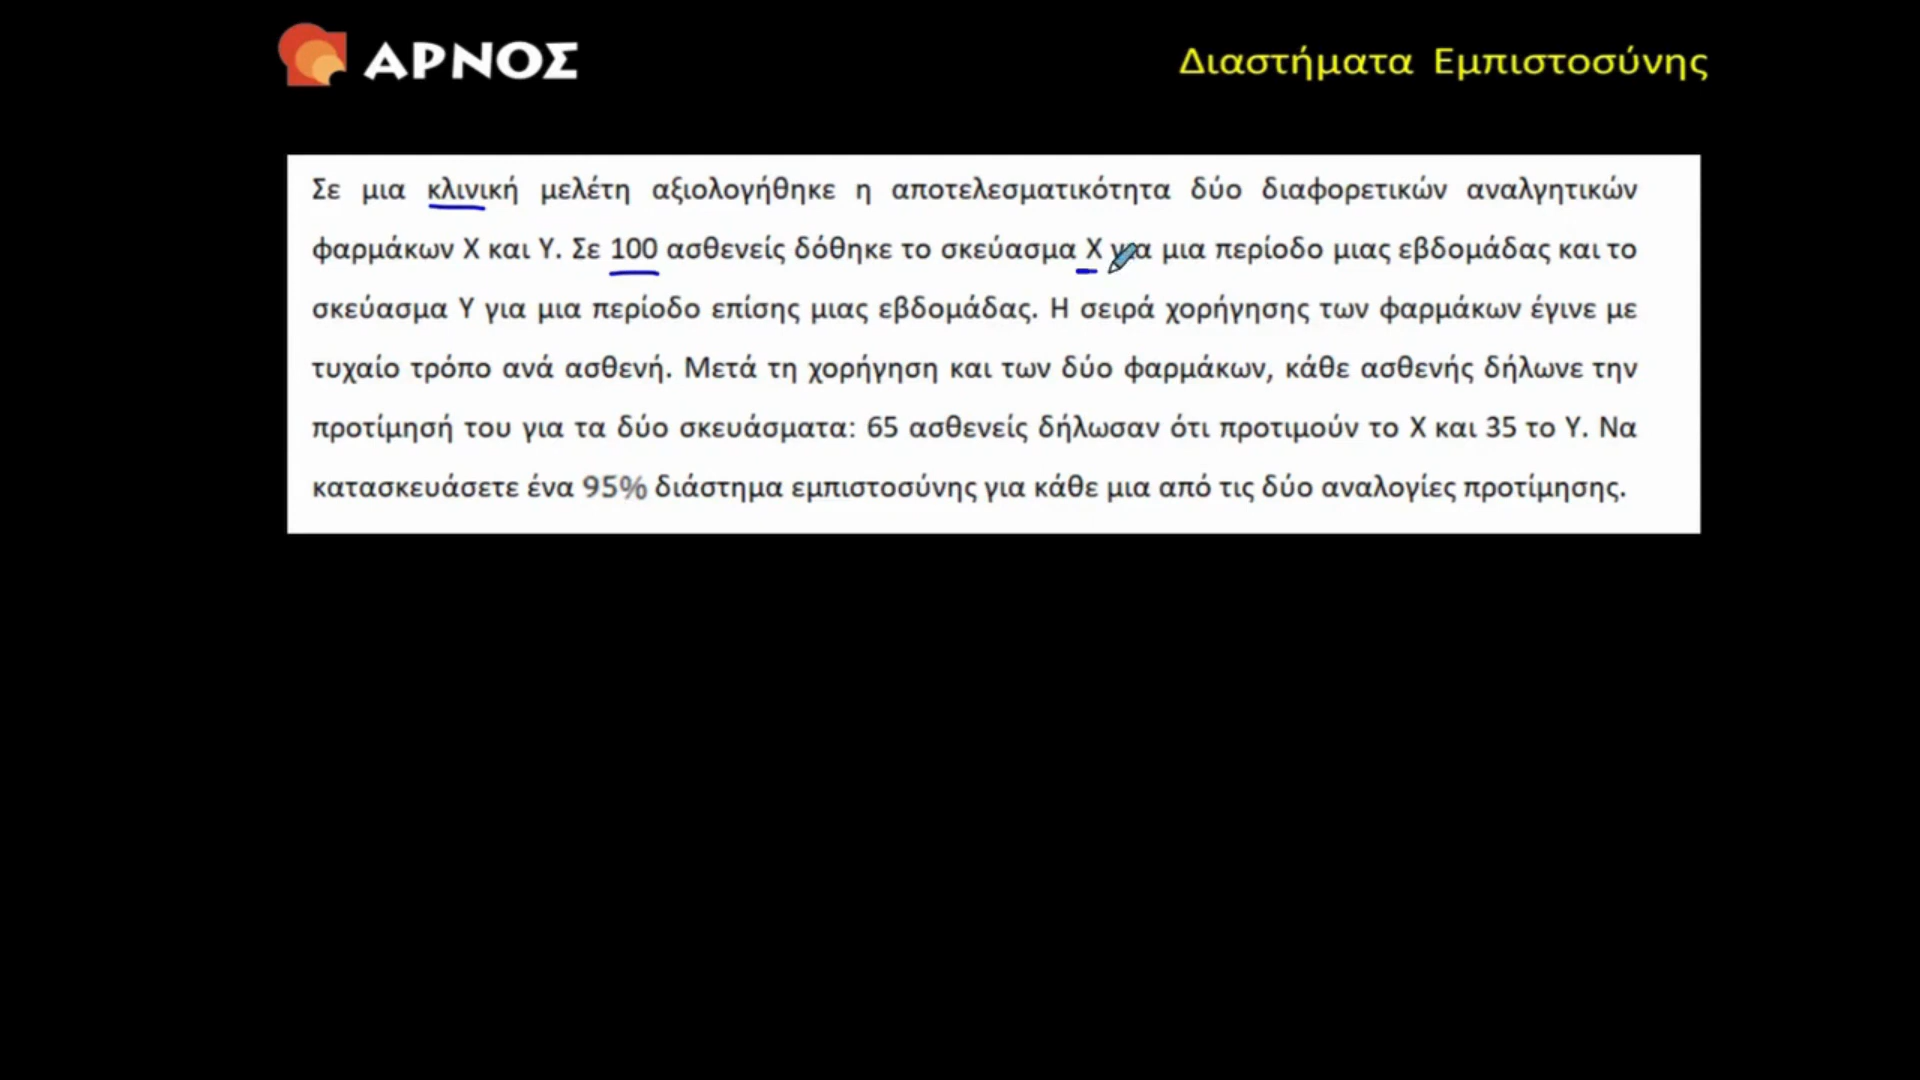 ΑΡΝΟΣ
Διαστήματα Εμπιστοσύνης
Σε μια κλινική μελέτη αξιολογήθηκε η αποτελεσματικότητα δύο διαφορετικών αναλγητικών
φαρμάκων Χ και Υ. Σε 100 ασθενείς δόθηκε το σκεύασμα Χ για μια περίοδο μιας εβδομάδας και το
σκεύασμα Υ για μια περίοδο επίσης μιας εβδομάδας. Η σειρά χορήγησης των φαρμάκων έγινε με
τυχαίο τρόπο ανά ασθενή. Μετά τη χορήγηση και των δύο φαρμάκων, κάθε ασθενής δήλωνε την
προτίμησή του για τα δύο σκευάσματα: 65 ασθενείς δήλωσαν ότι προτιμούν το Χ και 35 το Υ. Να
κατασκευάσετε ένα 95% διάστημα εμπιστοσύνης για κάθε μια από τις δύο αναλογίες προτίμησης.